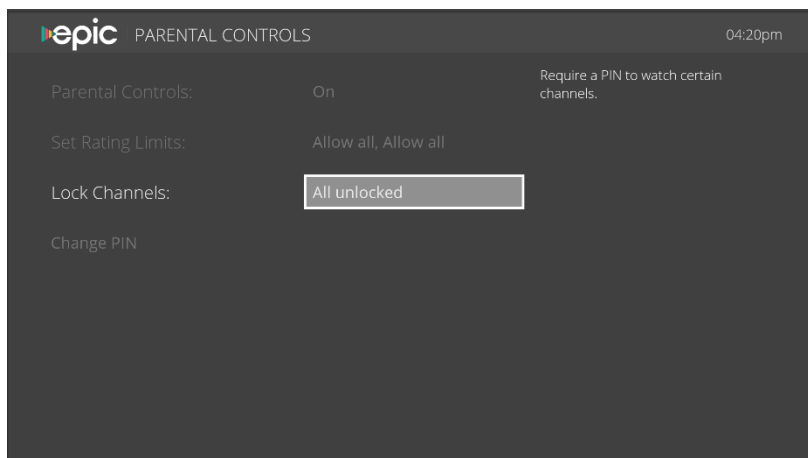 epic PARENTAL CONTROLS 04:20pm
Require a PIN to watch certain
channels.
Parental Controls: On
Set Rating Limits: Allow all, Allow all
Lock Channels: All unlocked
Change PIN